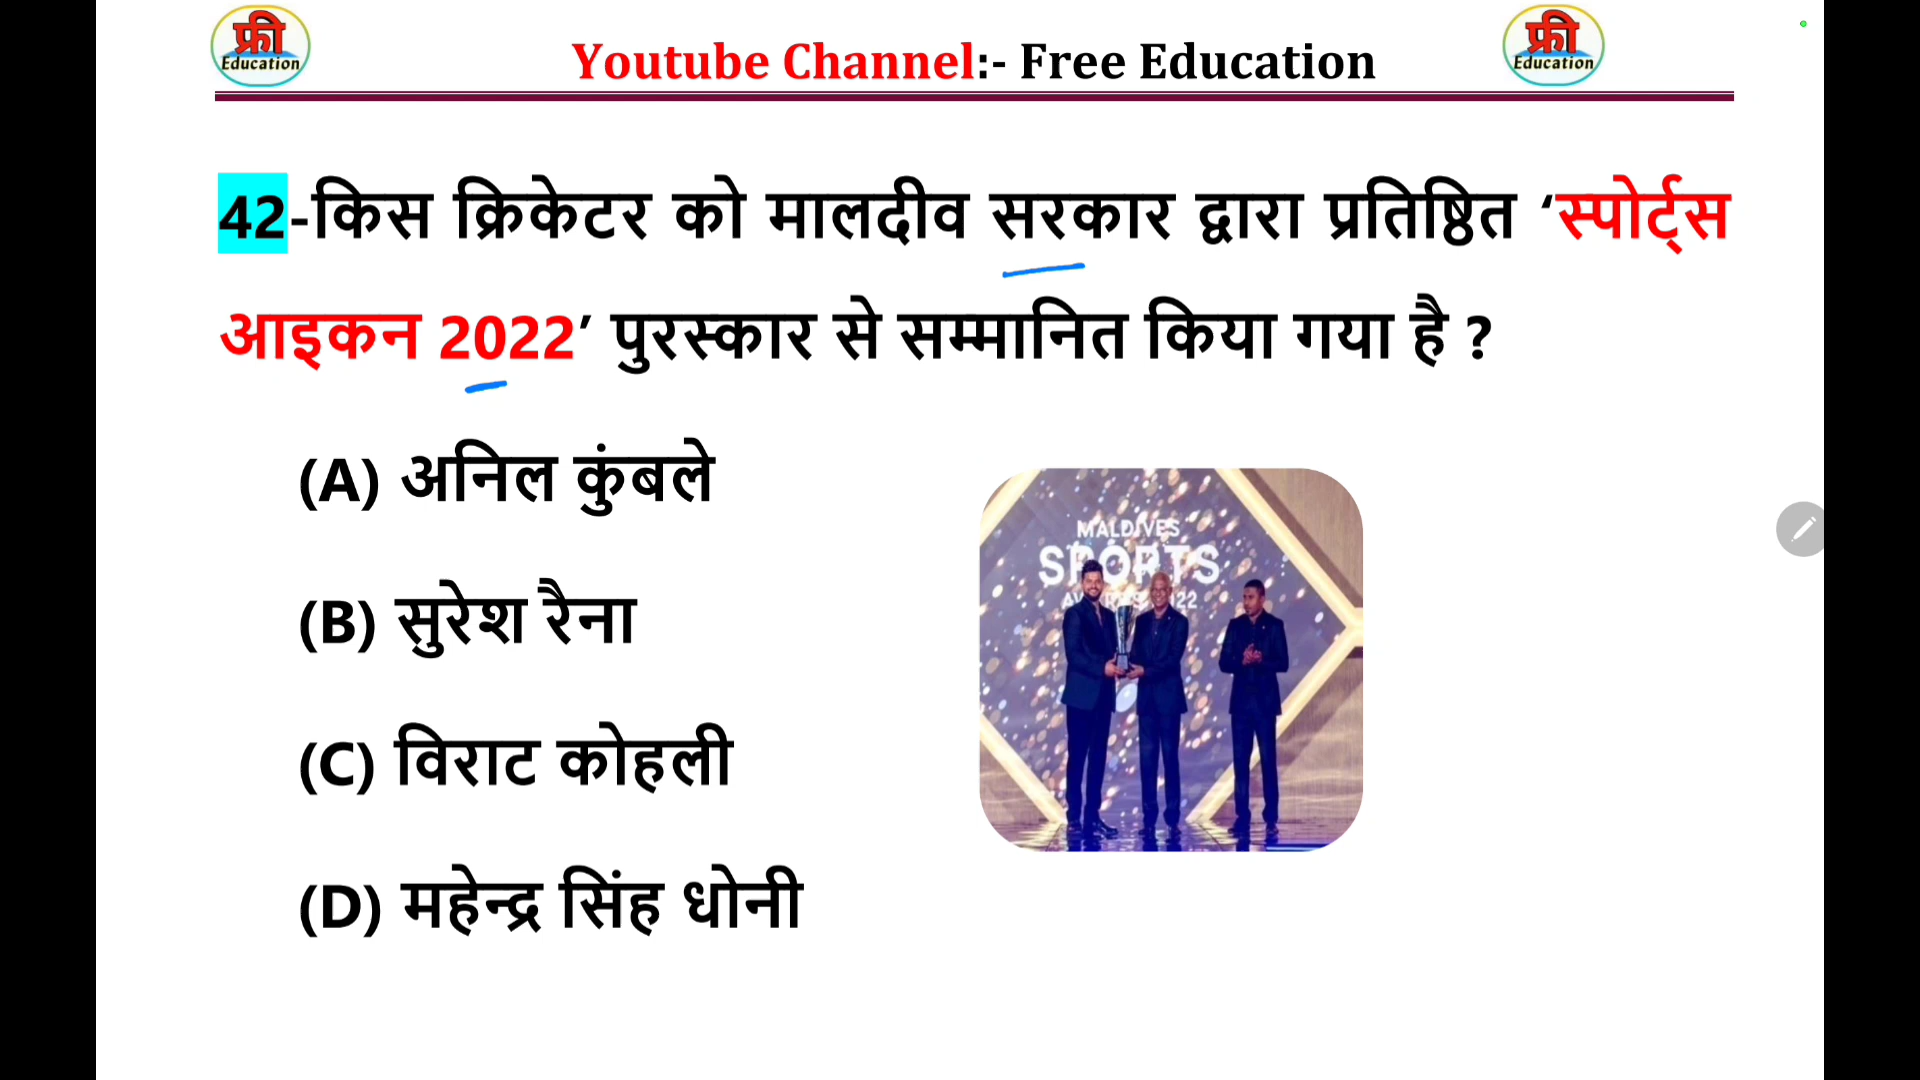 फ्री
Education
Youtube Channel:- Free Education
फ्री
Education
42-किस क्रिकेटर को मालदीव सरकार द्वारा प्रतिष्ठित ‘स्पोर्ट्स
आइकन 2022’ पुरस्कार से सम्मानित किया गया है ?
(A) अनिल कुंबले
(B) सुरेश रैना
(C) विराट कोहली
(D) महेन्द्र सिंह धोनी
MALDIVES
SPORTS